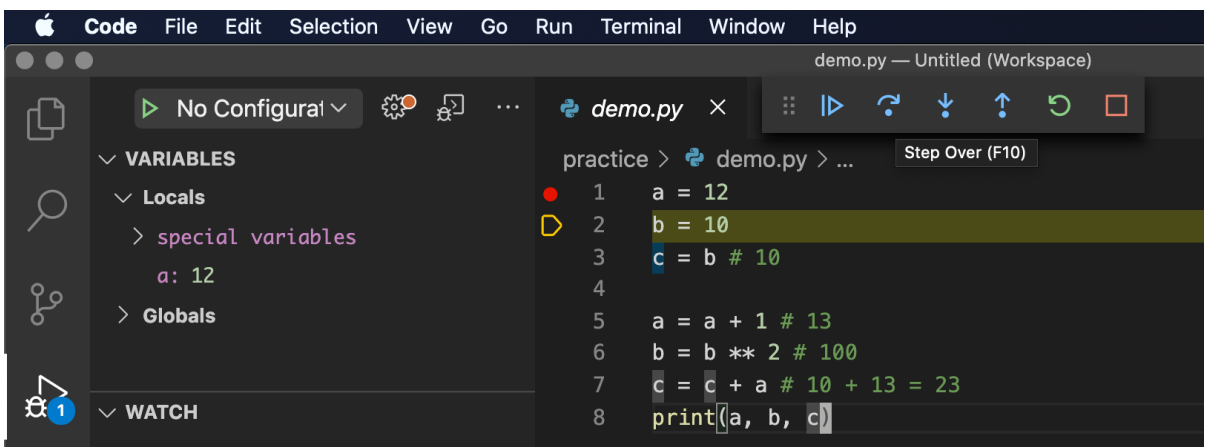 Code File Edit Selection View Go Run Terminal Window Help
demo.py — Untitled (Workspace)
No Configurat
demo.py
Step Over (F10)
VARIABLES
Locals
special variables
a: 12
Globals
WATCH
1
practice > demo.py > ...
1 a = 12
2 b = 10
3 c = b # 10
4
5 a = a + 1 # 13
6 b = b ** 2 # 100
7 c = c + a # 10 + 13 = 23
8 print(a, b, c)